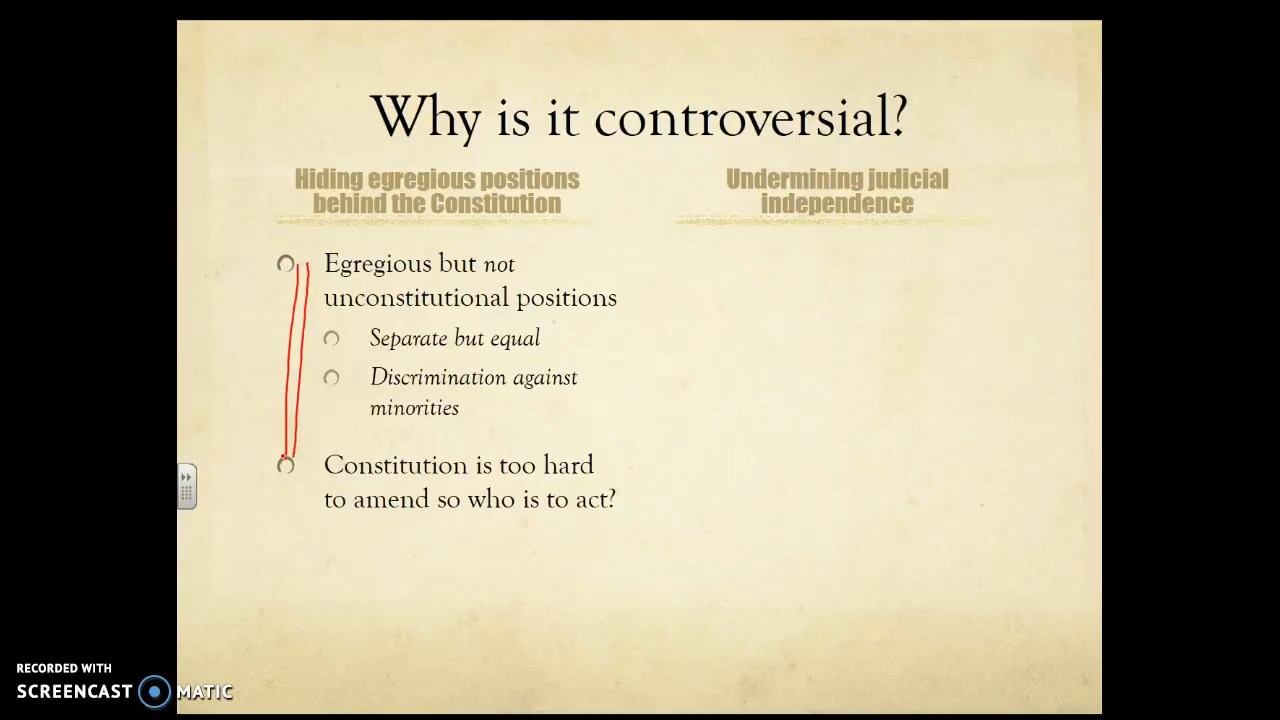 Why is it controversial?
Hiding egregious positions
behind the Constitution
Egregious but not
unconstitutional positions
Separate but equal
Discrimination against
minorities
Constitution is too hard
to amend so who is to act?
Undermining judicial
independence
RECORDED WITH
SCREENCAST MATIC